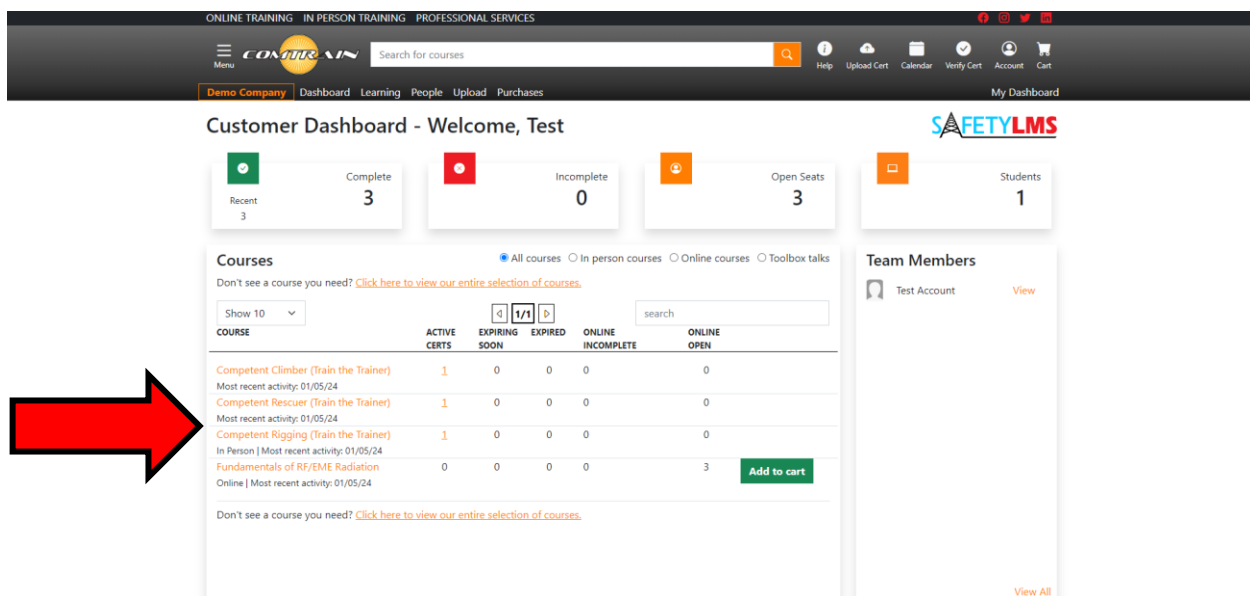 ONLINE TRAINING IN PERSON TRAINING PROFESSIONAL SERVICES
Menu COMTRAIN Search for courses Help Upload Cert Calendar Verify Cert Account Cart
Demo Company Dashboard Learning People Upload Purchases My Dashboard
Customer Dashboard - Welcome, Test SAFETYLMS
Complete Incomplete Open Seats Students
Recent 3 0 3 1
3
Courses All courses In person courses Online courses Toolbox talks Team Members
Don't see a course you need? Click here to view our entire selection of courses.
Test Account View
Show 10 1/1 search
COURSE ACTIVE CERTS EXPIRING SOON EXPIRED ONLINE INCOMPLETE ONLINE OPEN
Competent Climber (Train the Trainer) 1 0 0 0 0
Most recent activity: 01/05/24
Competent Rescuer (Train the Trainer) 1 0 0 0 0
Most recent activity: 01/05/24
Competent Rigging (Train the Trainer) 1 0 0 0 0
In Person | Most recent activity: 01/05/24
Fundamentals of RF/EME Radiation 0 0 0 0 3 Add to cart
Online | Most recent activity: 01/05/24
Don't see a course you need? Click here to view our entire selection of courses.
View All